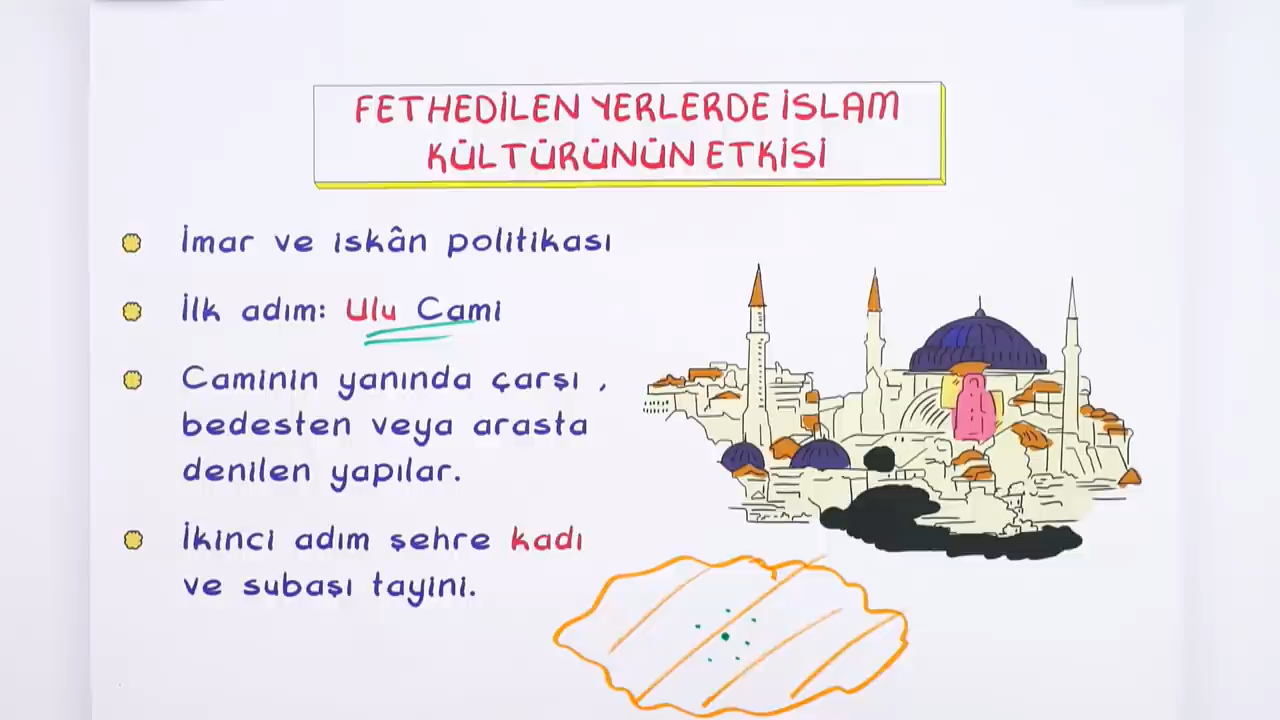 FETHEDİLEN YERLERDE İSLAM
KÜLTÜRÜNÜN ETKİSİ
İmar ve iskân politikası
İlk adım: Ulu Cami
Caminin yanında çarşı ,
bedesten veya arasta
denilen yapılar.
İkinci adım şehre kadı
ve subaşı tayini.